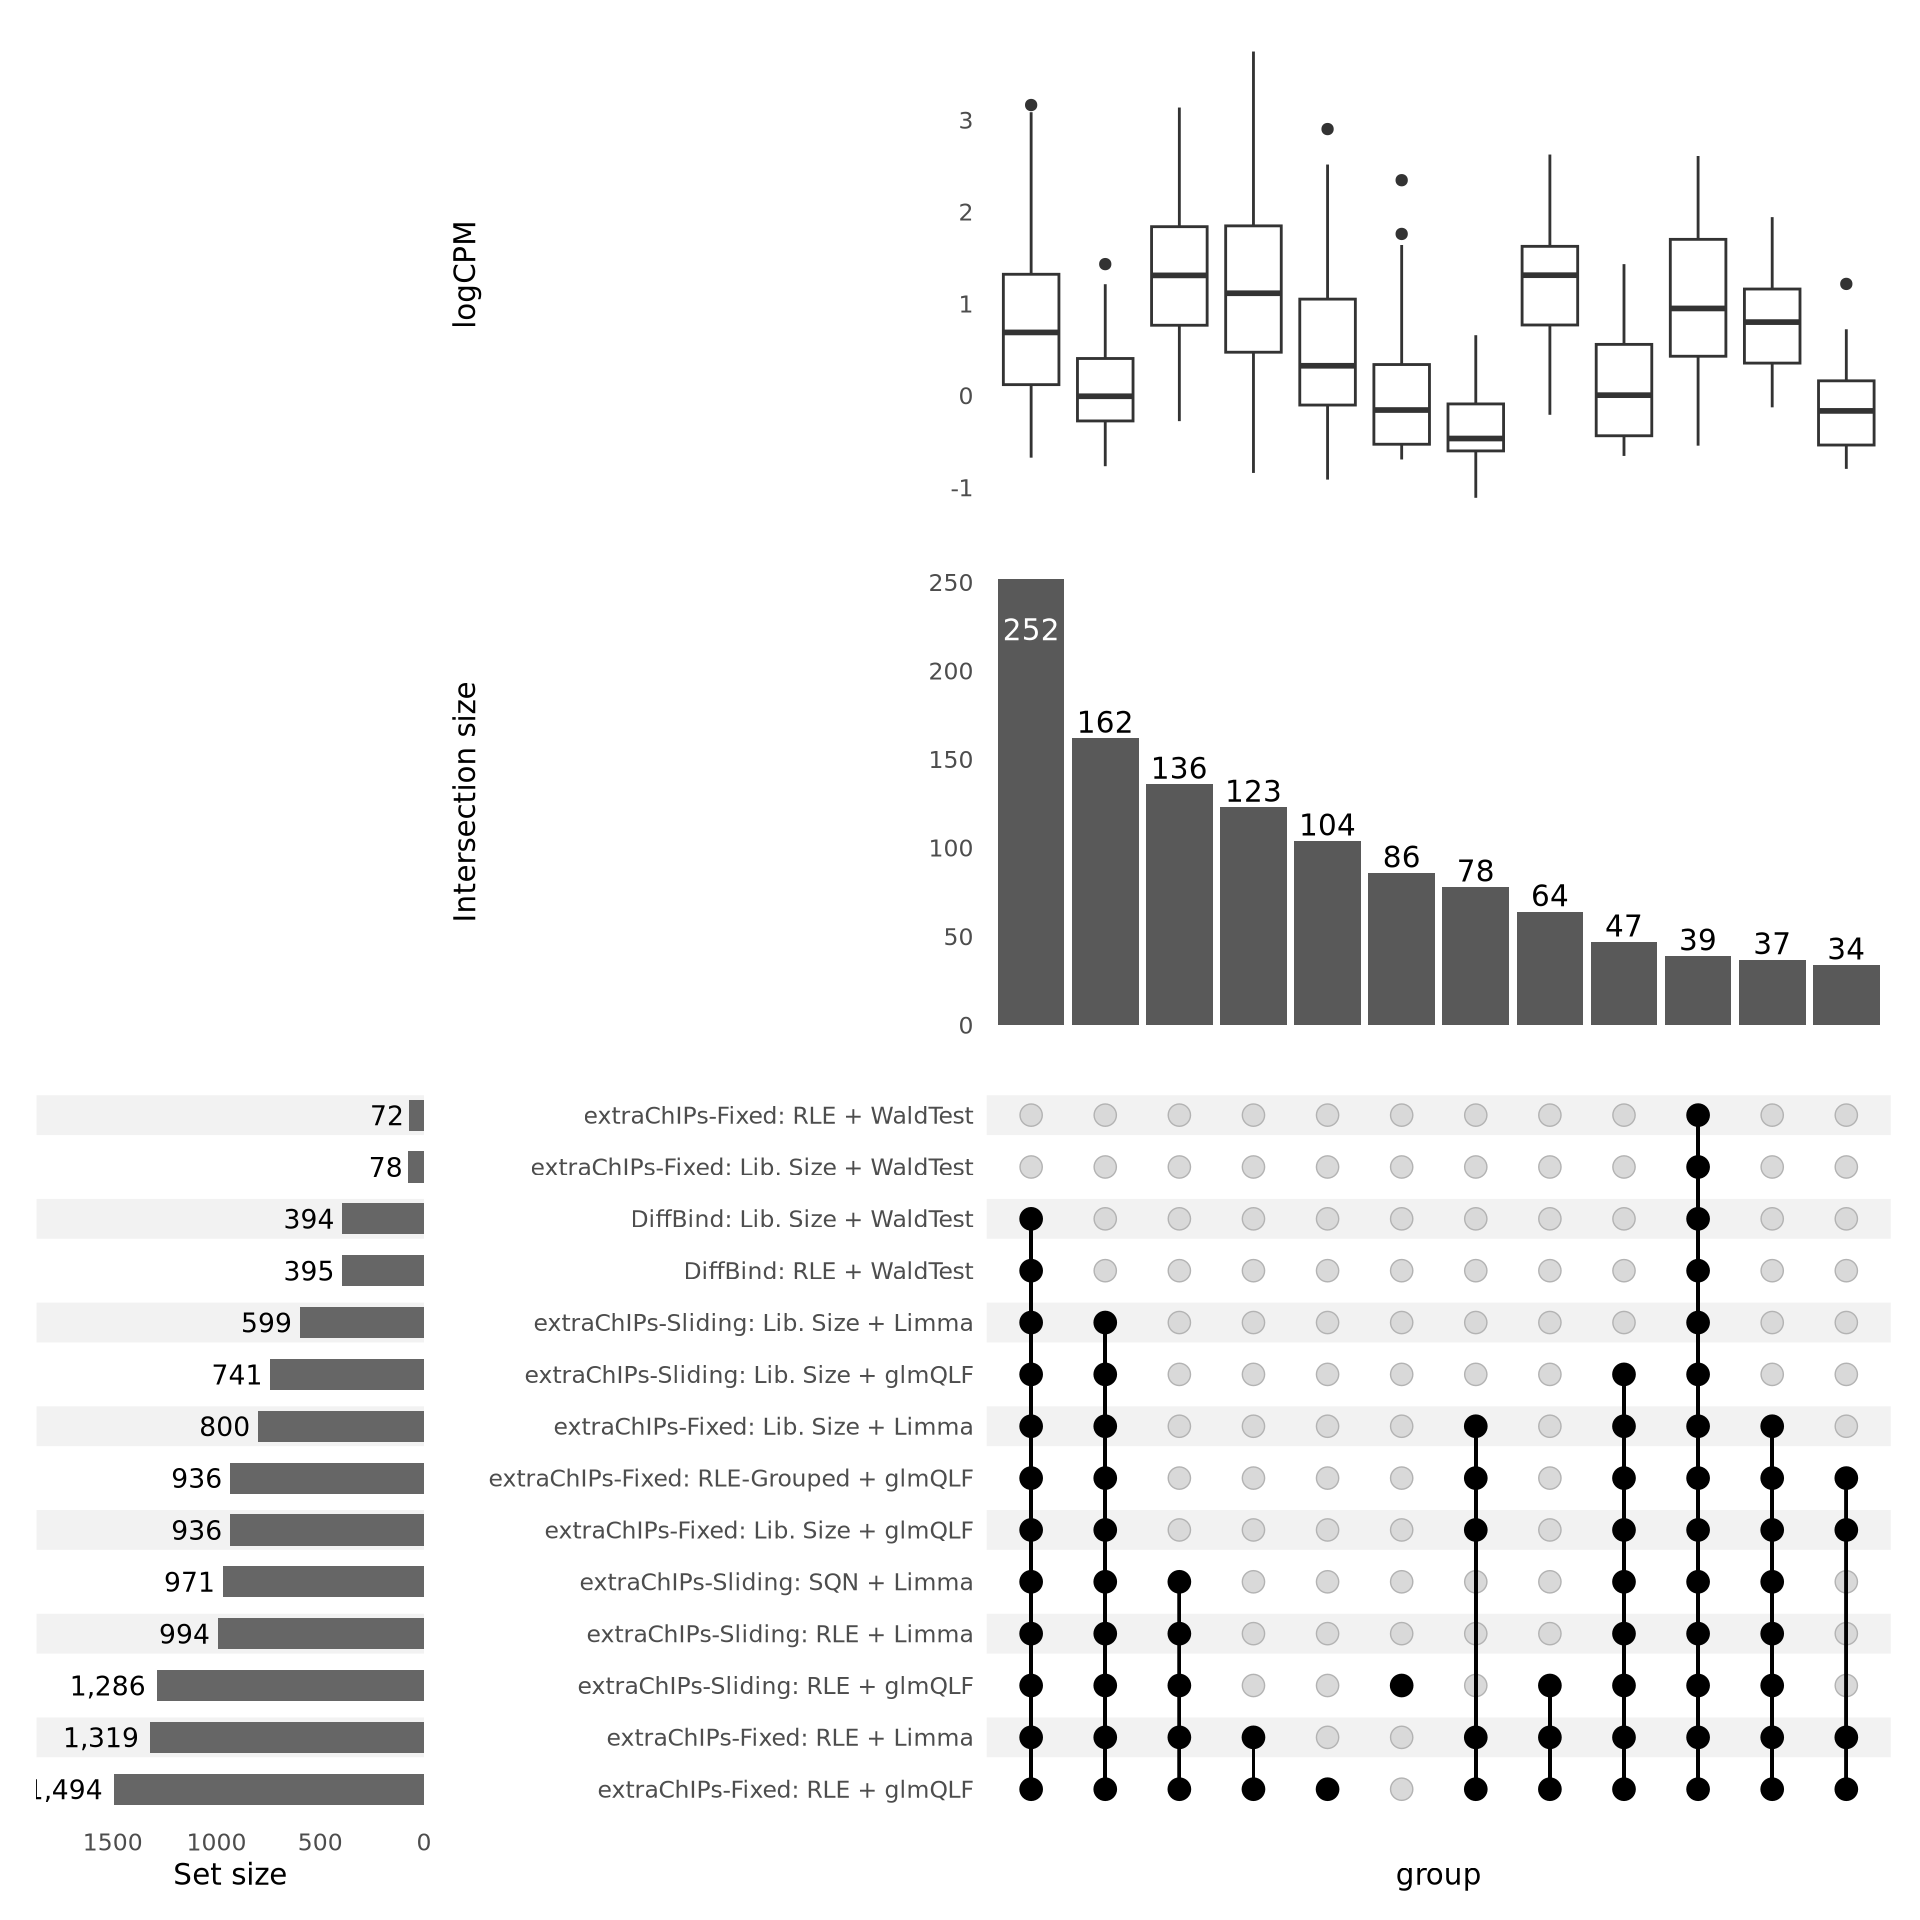 logCPM
3
2
1
0
-1
Intersection size
250
200
150
100
50
0
252
162
136
123
104
86
78
64
47
39
37
34
72 extraChIPs-Fixed: RLE + WaldTest
78 extraChIPs-Fixed: Lib. Size + WaldTest
394 DiffBind: Lib. Size + WaldTest
395 DiffBind: RLE + WaldTest
599 extraChIPs-Sliding: Lib. Size + Limma
741 extraChIPs-Sliding: Lib. Size + glmQLF
800 extraChIPs-Fixed: Lib. Size + Limma
936 extraChIPs-Fixed: RLE-Grouped + glmQLF
936 extraChIPs-Fixed: Lib. Size + glmQLF
971 extraChIPs-Sliding: SQN + Limma
994 extraChIPs-Sliding: RLE + Limma
1,286 extraChIPs-Sliding: RLE + glmQLF
1,319 extraChIPs-Fixed: RLE + Limma
1,494 extraChIPs-Fixed: RLE + glmQLF
1500 1000 500 0
Set size
group